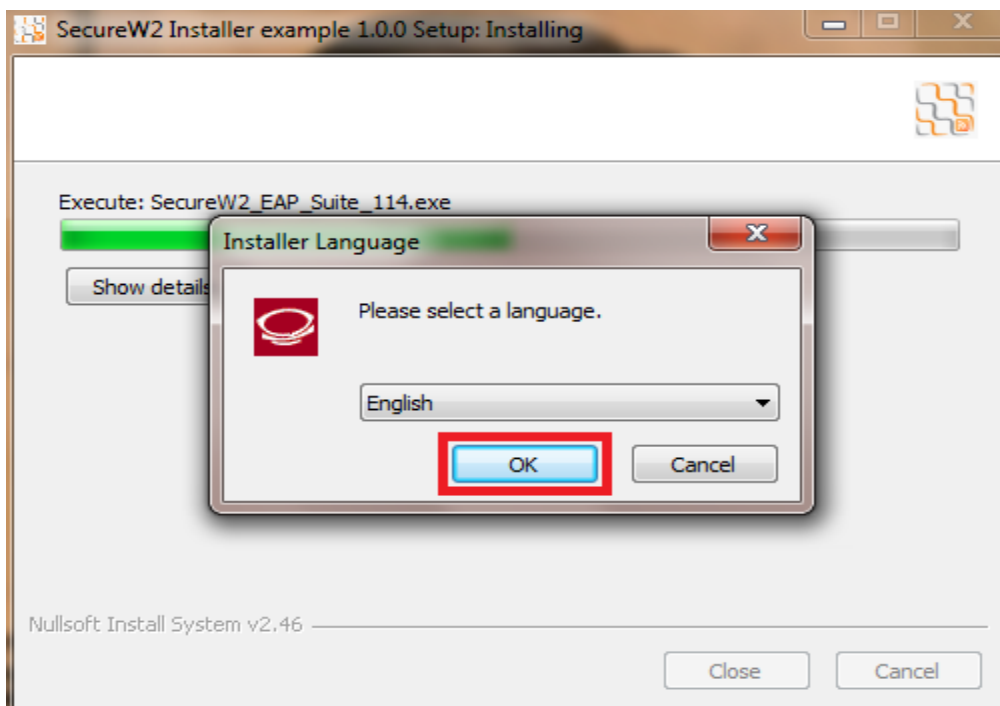 SecureW2 Installer example 1.0.0 Setup: Installing
Execute: SecureW2_EAP_Suite_114.exe
Installer Language
Show details
Please select a language.
English
OK
Cancel
Nullsoft Install System v2.46
Close
Cancel